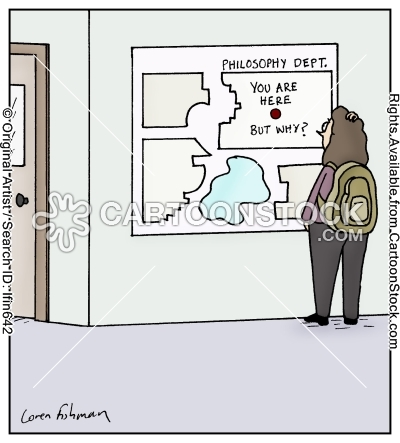 PHILOSOPHY DEPT.
YOU ARE
HERE
BUT WHY?
CARTOONSTOCK
.COM
Loren Fishman
© Original Artist / Search ID: lfin642
Rights Available from CartoonStock.com